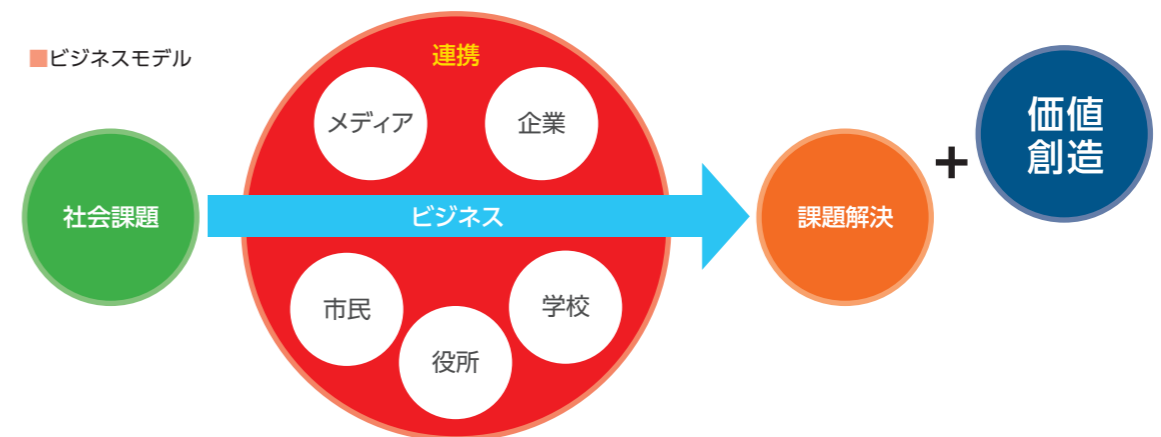 ■ビジネスモデル
連携
メディア
企業
社会課題
ビジネス
課題解決
+
価値
創造
市民
役所
学校